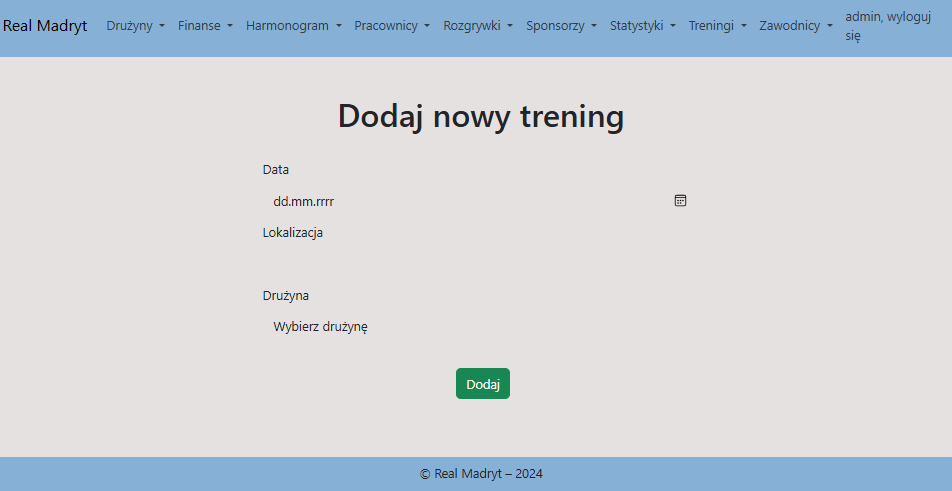 Real Madryt Drużyny Finanse Harmonogram Pracownicy Rozgrywki Sponsorzy Statystyki Treningi Zawodnicy admin, wyloguj
się
Dodaj nowy trening
Data
dd.mm.rrrr
Lokalizacja
Drużyna
Wybierz drużynę
Dodaj
© Real Madryt – 2024